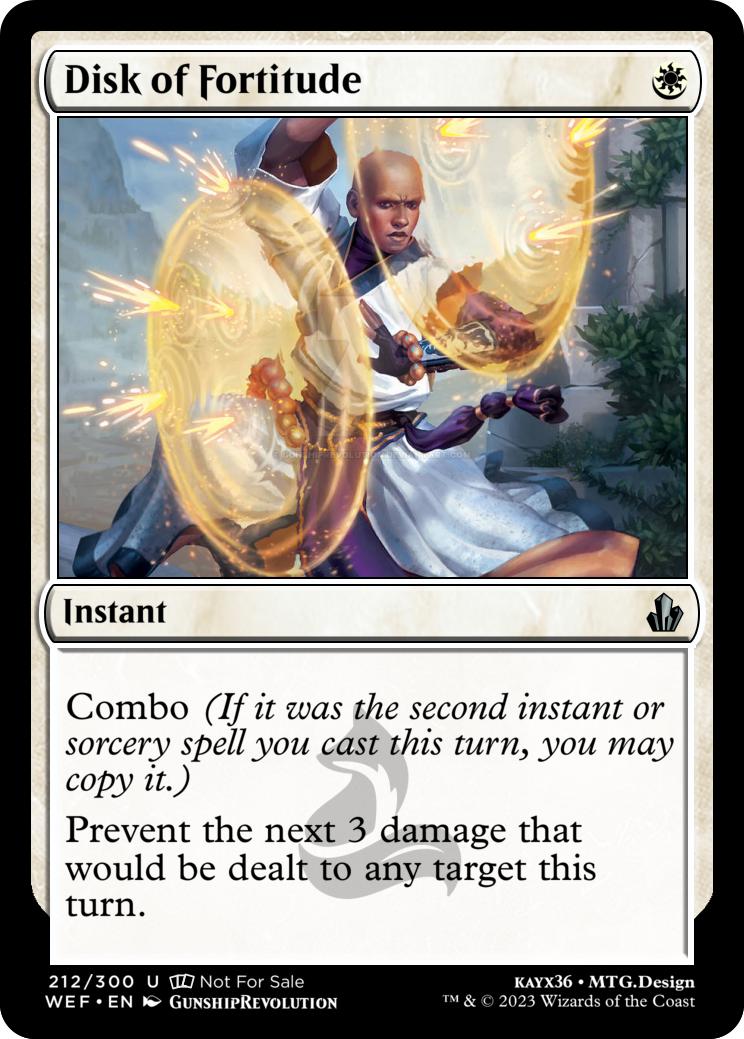 Disk of Fortitude
Instant
Combo (If it was the second instant or
sorcery spell you cast this turn, you may
copy it.)
Prevent the next 3 damage that
would be dealt to any target this
turn.
212/300 U Not For Sale
WEF • EN GunshipRevolution
kayx36 • MTG.Design
™ & © 2023 Wizards of the Coast